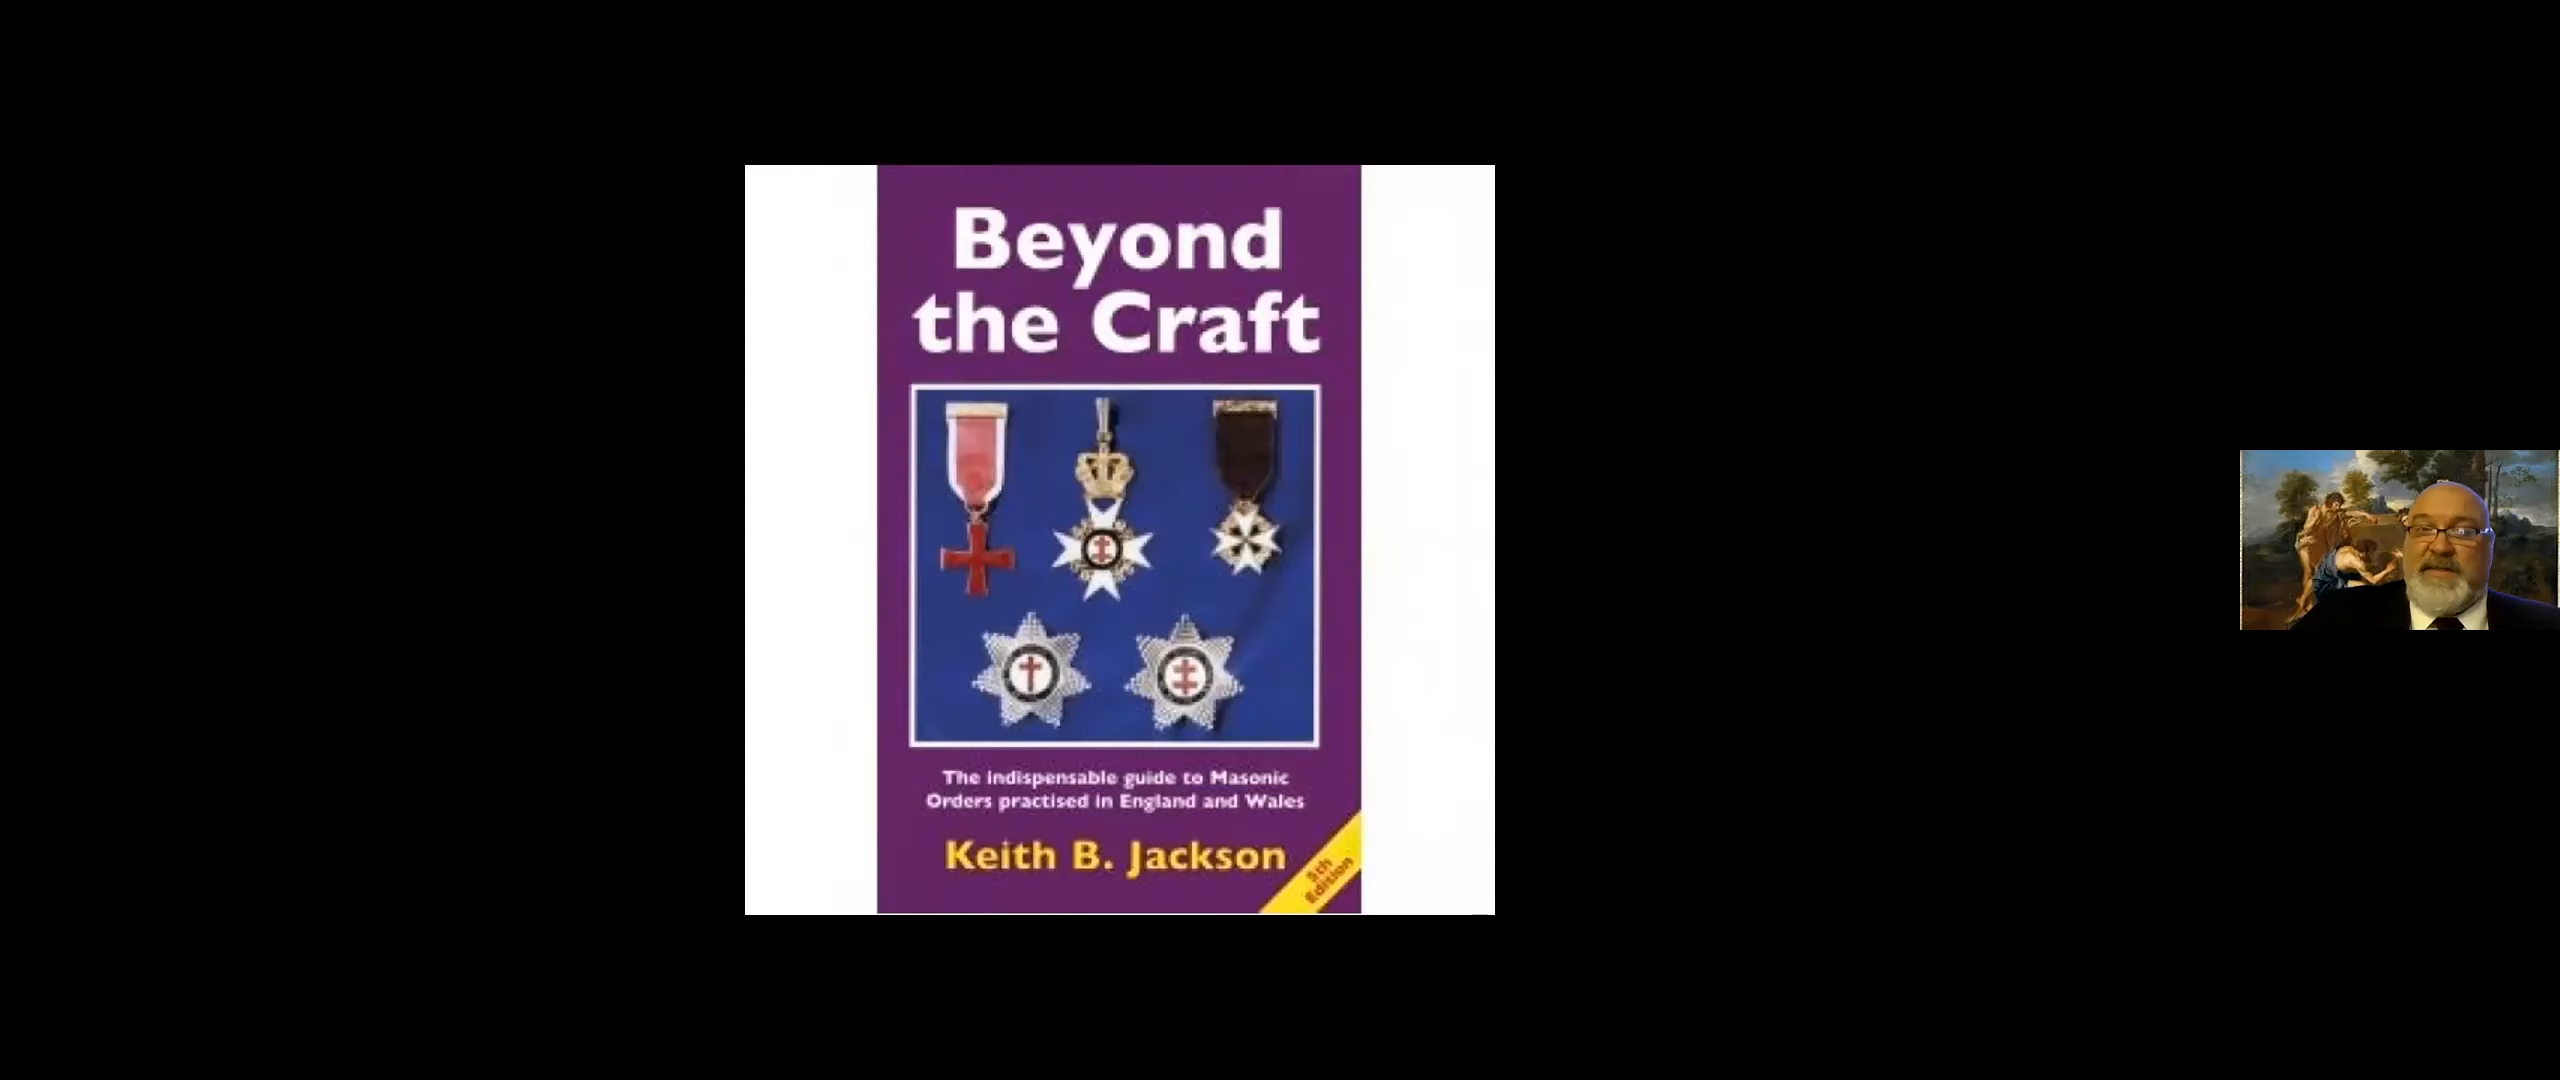 Beyond
the Craft
The indispensable guide to Masonic
Orders practised in England and Wales
Keith B. Jackson
5th
Edition